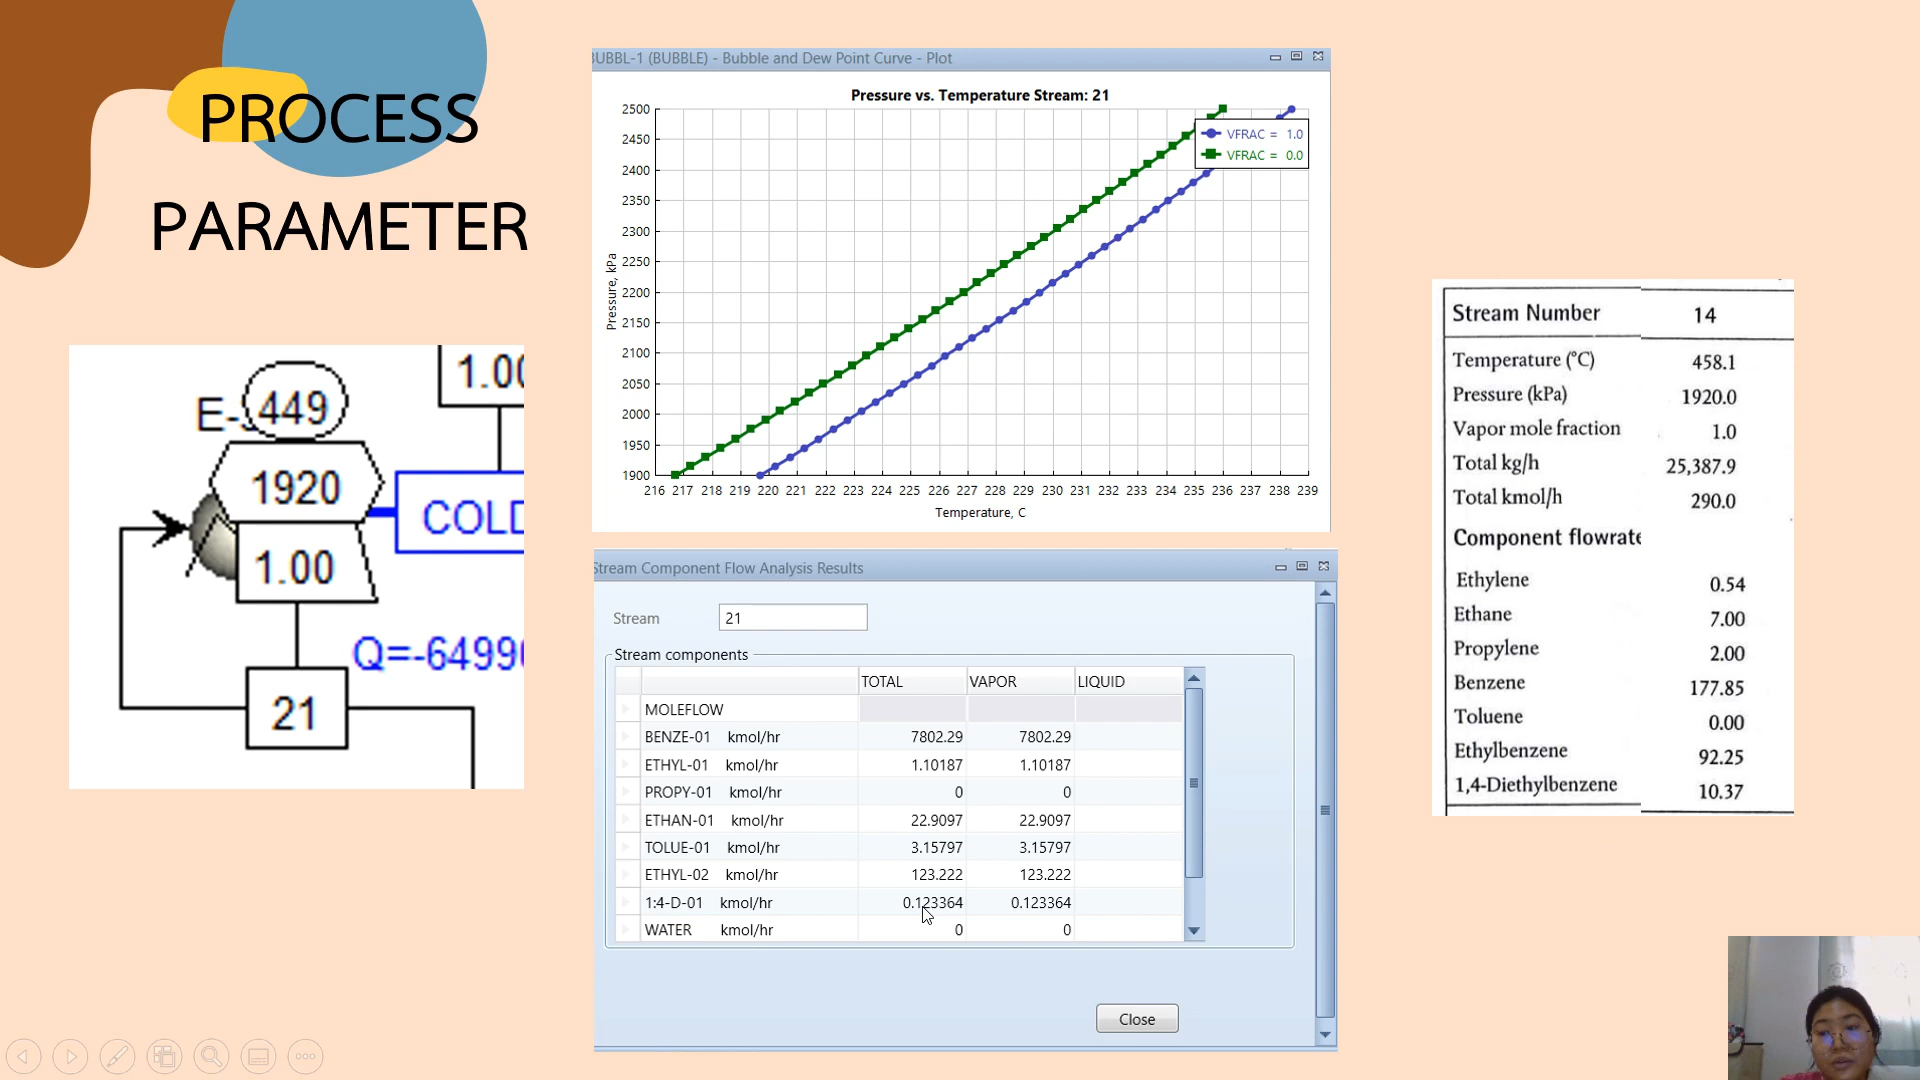 PROCESS
PARAMETER
E-
449
1920
1.00
1.00
COLD
Q=-6499
21
BUBBL-1 (BUBBLE) - Bubble and Dew Point Curve - Plot
Pressure vs. Temperature Stream: 21
VFRAC = 1.0
VFRAC = 0.0
Pressure, kPa
2500
2450
2400
2350
2300
2250
2200
2150
2100
2050
2000
1950
1900
216 217 218 219 220 221 222 223 224 225 226 227 228 229 230 231 232 233 234 235 236 237 238 239
Temperature, C
Stream Component Flow Analysis Results
Stream 21
Stream components
TOTAL VAPOR LIQUID
MOLEFLOW
BENZE-01 kmol/hr 7802.29 7802.29
ETHYL-01 kmol/hr 1.10187 1.10187
PROPY-01 kmol/hr 0 0
ETHAN-01 kmol/hr 22.9097 22.9097
TOLUE-01 kmol/hr 3.15797 3.15797
ETHYL-02 kmol/hr 123.222 123.222
1:4-D-01 kmol/hr 0.123364 0.123364
WATER kmol/hr 0 0
Close
Stream Number 14
Temperature (°C) 458.1
Pressure (kPa) 1920.0
Vapor mole fraction 1.0
Total kg/h 25,387.9
Total kmol/h 290.0
Component flowrate
Ethylene 0.54
Ethane 7.00
Propylene 2.00
Benzene 177.85
Toluene 0.00
Ethylbenzene 92.25
1,4-Diethylbenzene 10.37